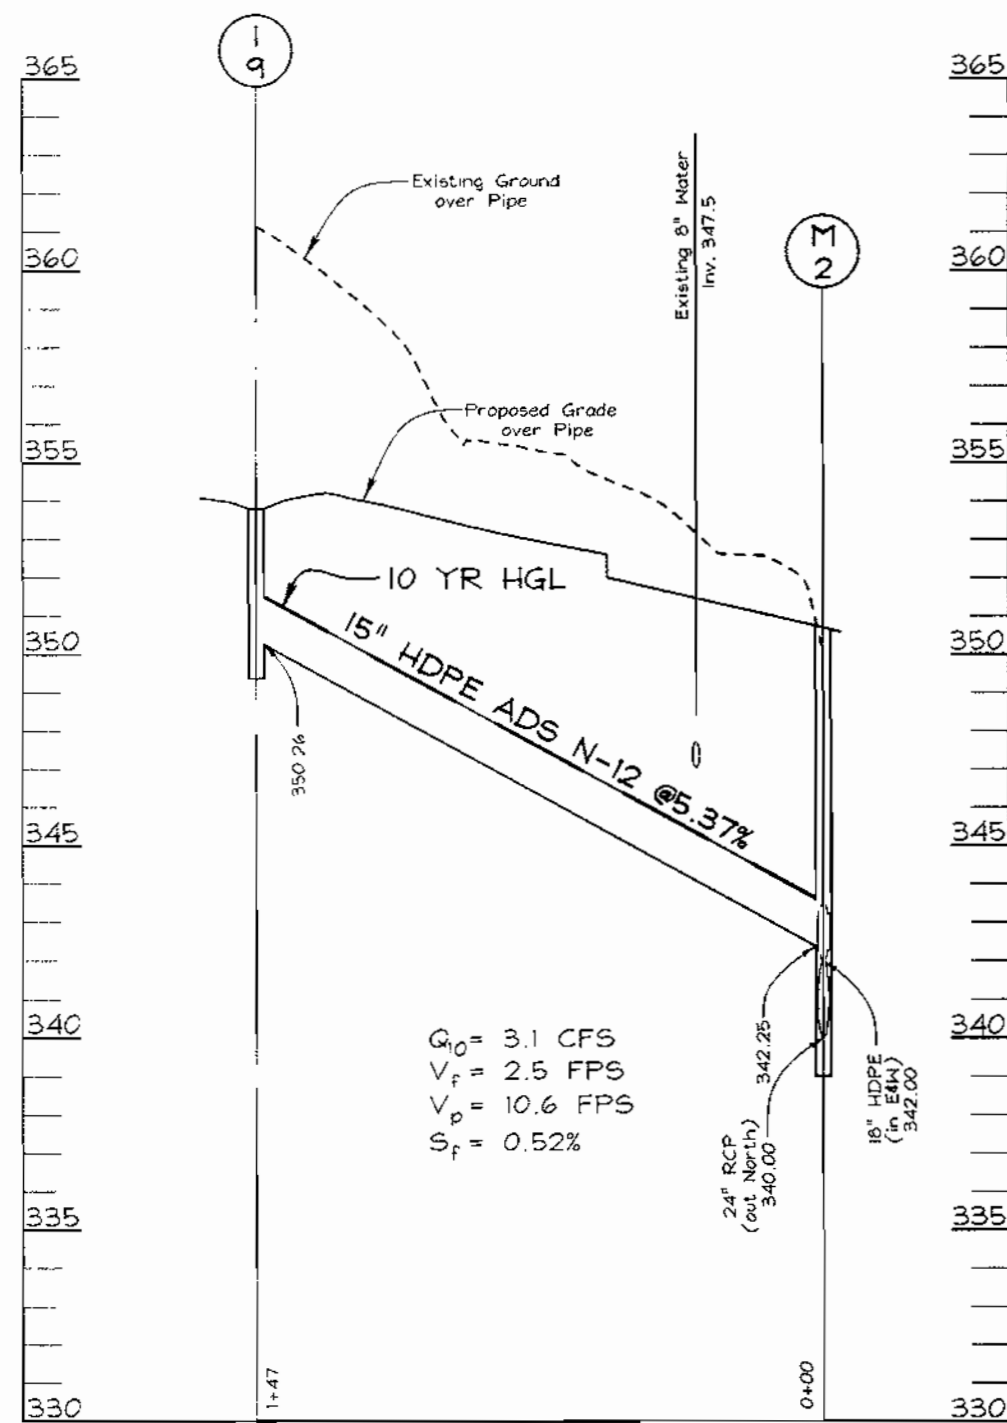 I
9
365
365
Existing Ground
over Pipe
Existing 8" Water
Inv. 347.5
M
2
360
360
Proposed Grade
over Pipe
355
355
10 YR HGL
15" HDPE ADS N-12 @5.37%
350
350
350.26
345
345
340
340
Q10= 3.1 CFS
Vf= 2.5 FPS
Vp= 10.6 FPS
Sf= 0.52%
342.25
24" RCP
(out North)
340.00
18" HDPE
(in E&W)
342.00
335
335
1+47
0+00
330
330